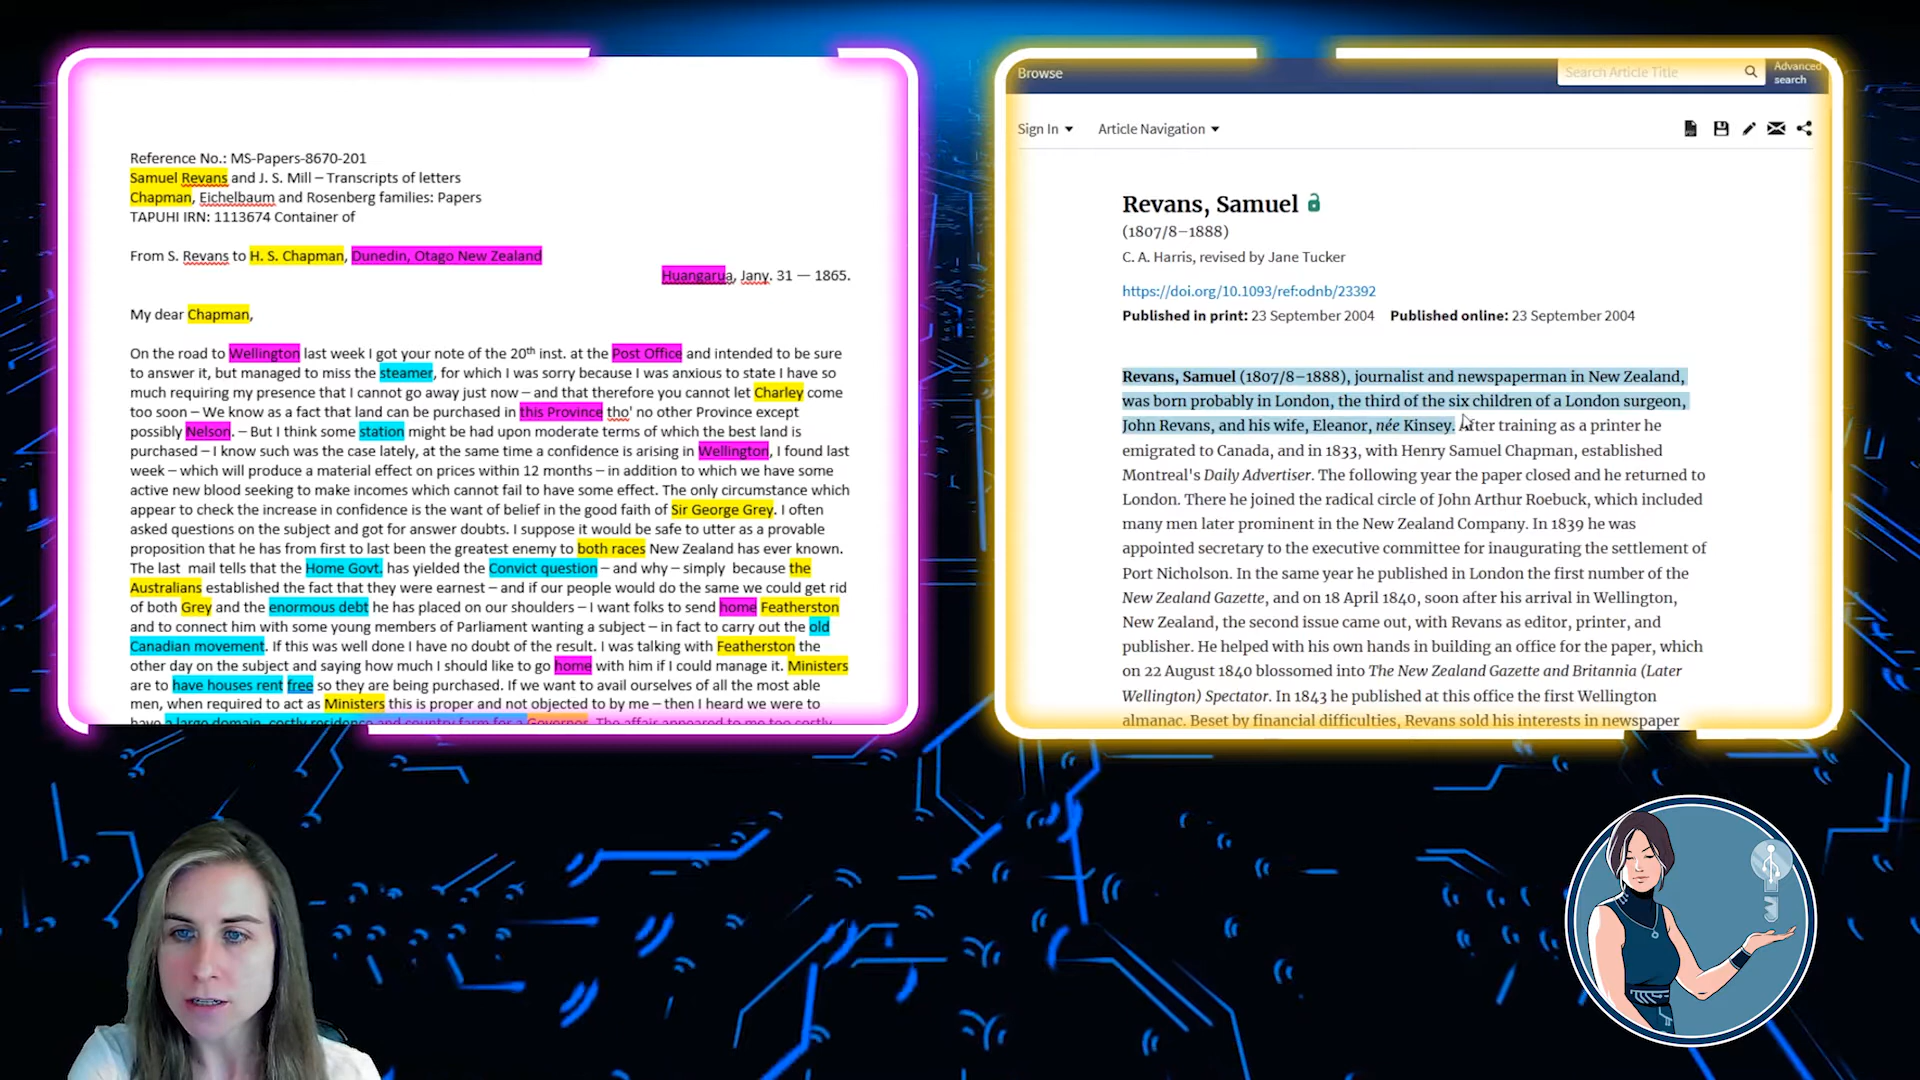 Reference No.: MS-Papers-8670-201
Samuel Revans and J. S. Mill – Transcripts of letters
Chapman, Eichelbaum and Rosenberg families: Papers
TAPUHI IRN: 1113674 Container of
From S. Revans to H. S. Chapman, Dunedin, Otago New Zealand
Huangarua, Jany. 31 — 1865.
My dear Chapman,
On the road to Wellington last week I got your note of the 20th inst. at the Post Office and intended to be sure
to answer it, but managed to miss the steamer, for which I was sorry because I was anxious to state I have so
much requiring my presence that I cannot go away just now – and that therefore you cannot let Charley come
too soon – We know as a fact that land can be purchased in this Province tho' no other Province except
possibly Nelson. – But I think some station might be had upon moderate terms of which the best land is
purchased – I know such was the case lately, at the same time a confidence is arising in Wellington, I found last
week – which will produce a material effect on prices within 12 months – in addition to which we have some
active new blood seeking to make incomes which cannot fail to have some effect. The only circumstance which
appear to check the increase in confidence is the want of belief in the good faith of Sir George Grey. I often
asked questions on the subject and got for answer doubts. I suppose it would be safe to utter as a provable
proposition that he has from first to last been the greatest enemy to both races New Zealand has ever known.
The last mail tells that the Home Govt. has yielded the Convict question – and why – simply because the
Australians established the fact that they were earnest – and if our people would do the same we could get rid
of both Grey and the enormous debt he has placed on our shoulders – I want folks to send home Featherston
and to connect him with some young members of Parliament wanting a subject – in fact to carry out the old
Canadian movement. If this was well done I have no doubt of the result. I was talking with Featherston the
other day on the subject and saying how much I should like to go home with him if I could manage it. Ministers
are to have houses rent free so they are being purchased. If we want to avail ourselves of all the most able
men, when required to act as Ministers this is proper and not objected to by me – then I heard we were to
have a large domain, costly residence and country farm for a Governor. The affair appeared to me too costly
Browse
Search Article Title
Advanced
search
Sign In
Article Navigation
Revans, Samuel
(1807/8–1888)
C. A. Harris, revised by Jane Tucker
https://doi.org/10.1093/ref:odnb/23392
Published in print: 23 September 2004 Published online: 23 September 2004
Revans, Samuel (1807/8–1888), journalist and newspaperman in New Zealand,
was born probably in London, the third of the six children of a London surgeon,
John Revans, and his wife, Eleanor, née Kinsey. After training as a printer he
emigrated to Canada, and in 1833, with Henry Samuel Chapman, established
Montreal's Daily Advertiser. The following year the paper closed and he returned to
London. There he joined the radical circle of John Arthur Roebuck, which included
many men later prominent in the New Zealand Company. In 1839 he was
appointed secretary to the executive committee for inaugurating the settlement of
Port Nicholson. In the same year he published in London the first number of the
New Zealand Gazette, and on 18 April 1840, soon after his arrival in Wellington,
New Zealand, the second issue came out, with Revans as editor, printer, and
publisher. He helped with his own hands in building an office for the paper, which
on 22 August 1840 blossomed into The New Zealand Gazette and Britannia (Later
Wellington) Spectator. In 1843 he published at this office the first Wellington
almanac. Beset by financial difficulties, Revans sold his interests in newspaper